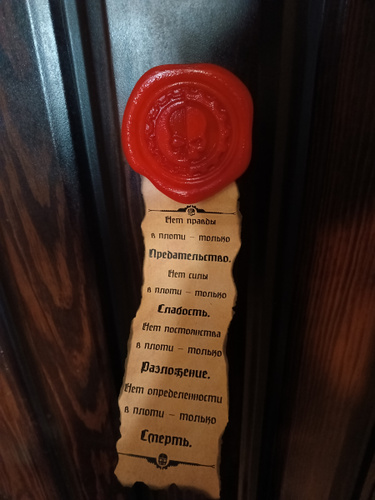 Нет правды
в плоти – только
Предательство.
Нет силы
в плоти – только
Слабость.
Нет постоянства
в плоти – только
Разложение.
Нет определенности
в плоти – только
Смерть.